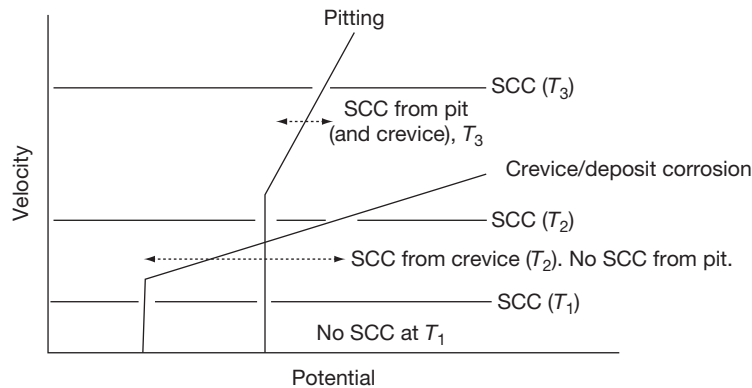 Pitting
SCC (T₃)
SCC from pit
(and crevice), T₃
Crevice/deposit corrosion
Velocity
SCC (T₂)
SCC from crevice (T₂). No SCC from pit.
SCC (T₁)
No SCC at T₁
Potential